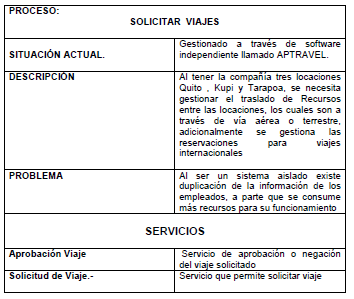 PROCESO:
SOLICITAR VIAJES
SITUACIÓN ACTUAL.
Gestionado a través de software
independiente llamado APTRAVEL.
DESCRIPCIÓN
Al tener la compañía tres locaciones
Quito , Kupi y Tarapoa, se necesita
gestionar el traslado de Recursos
entre las locaciones, los cuales son a
través de vía aérea o terrestre,
adicionalmente se gestiona las
reservaciones para viajes
internacionales
PROBLEMA
Al ser un sistema aislado existe
duplicación de la información de los
empleados, a parte que se consume
más recursos para su funcionamiento
SERVICIOS
Aprobación Viaje
Servicio de aprobación o negación
del viaje solicitado
Solicitud de Viaje.-
Servicio que permite solicitar viaje